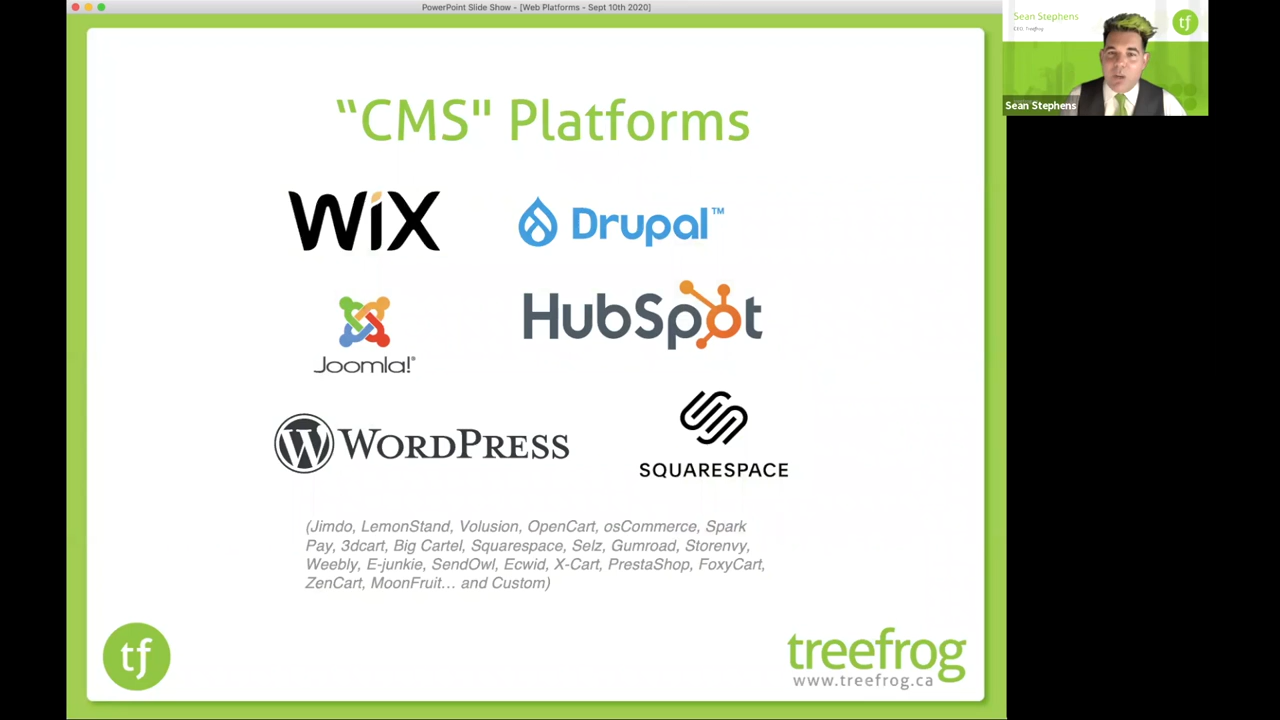 PowerPoint Slide Show - [Web Platforms - Sept 10th 2020]
Sean Stephens
CEO, Treefrog
tf
Sean Stephens
“CMS" Platforms
WiX
Drupal™
Joomla!®
HubSpot
WORDPRESS
SQUARESPACE
(Jimdo, LemonStand, Volusion, OpenCart, osCommerce, Spark
Pay, 3dcart, Big Cartel, Squarespace, Selz, Gumroad, Storenvy,
Weebly, E-junkie, SendOwl, Ecwid, X-Cart, PrestaShop, FoxyCart,
ZenCart, MoonFruit... and Custom)
tf
treefrog
www.treefrog.ca